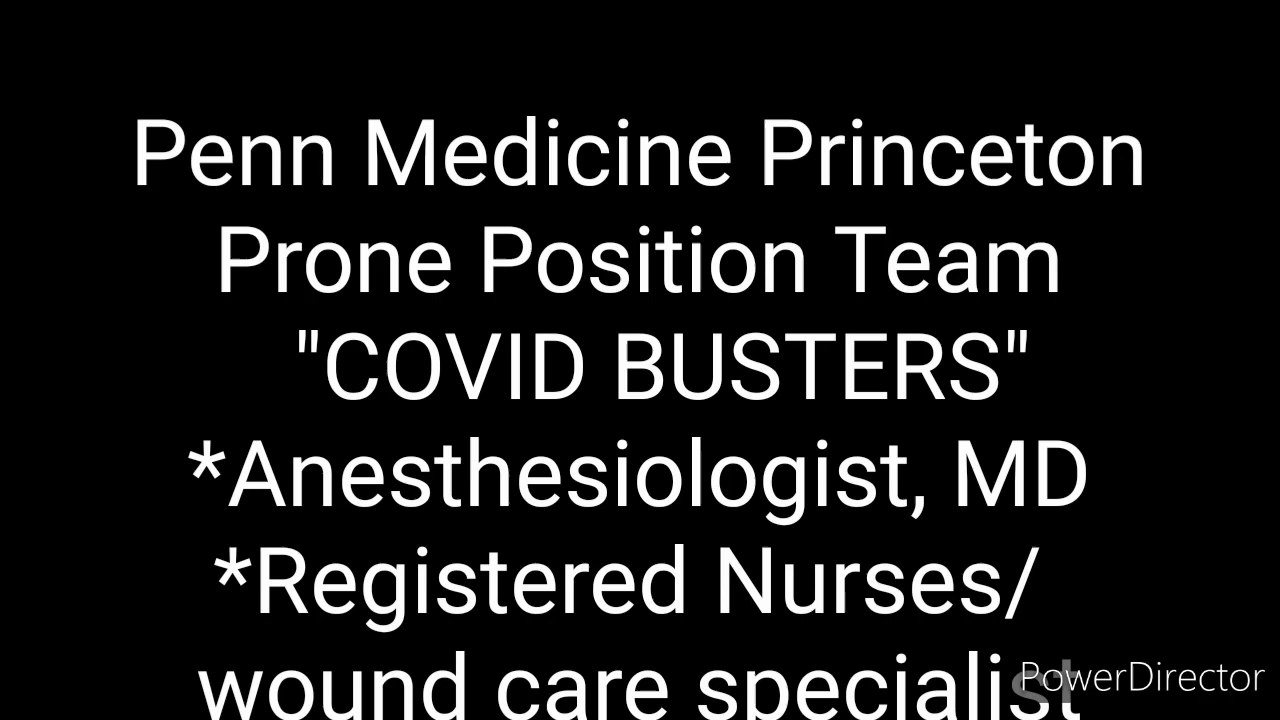 Penn Medicine Princeton
Prone Position Team
"COVID BUSTERS"
*Anesthesiologist, MD
*Registered Nurses/
wound care specialist
PowerDirector